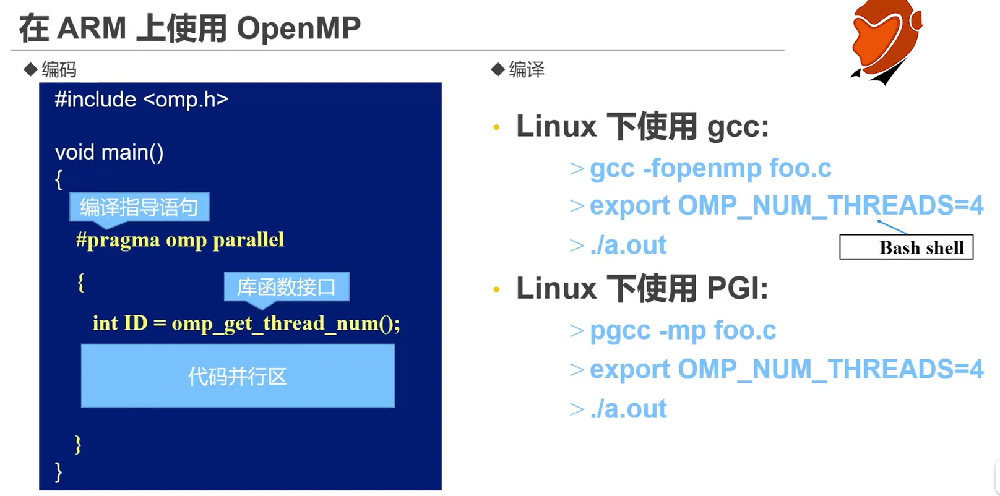 在 ARM 上使用 OpenMP
◆编码
#include <omp.h>
void main()
{
编译指导语句
#pragma omp parallel
{
库函数接口
int ID = omp_get_thread_num();
代码并行区
}
}
◆编译
• Linux 下使用 gcc:
> gcc -fopenmp foo.c
> export OMP_NUM_THREADS=4
> ./a.out
Bash shell
• Linux 下使用 PGI:
> pgcc -mp foo.c
> export OMP_NUM_THREADS=4
> ./a.out